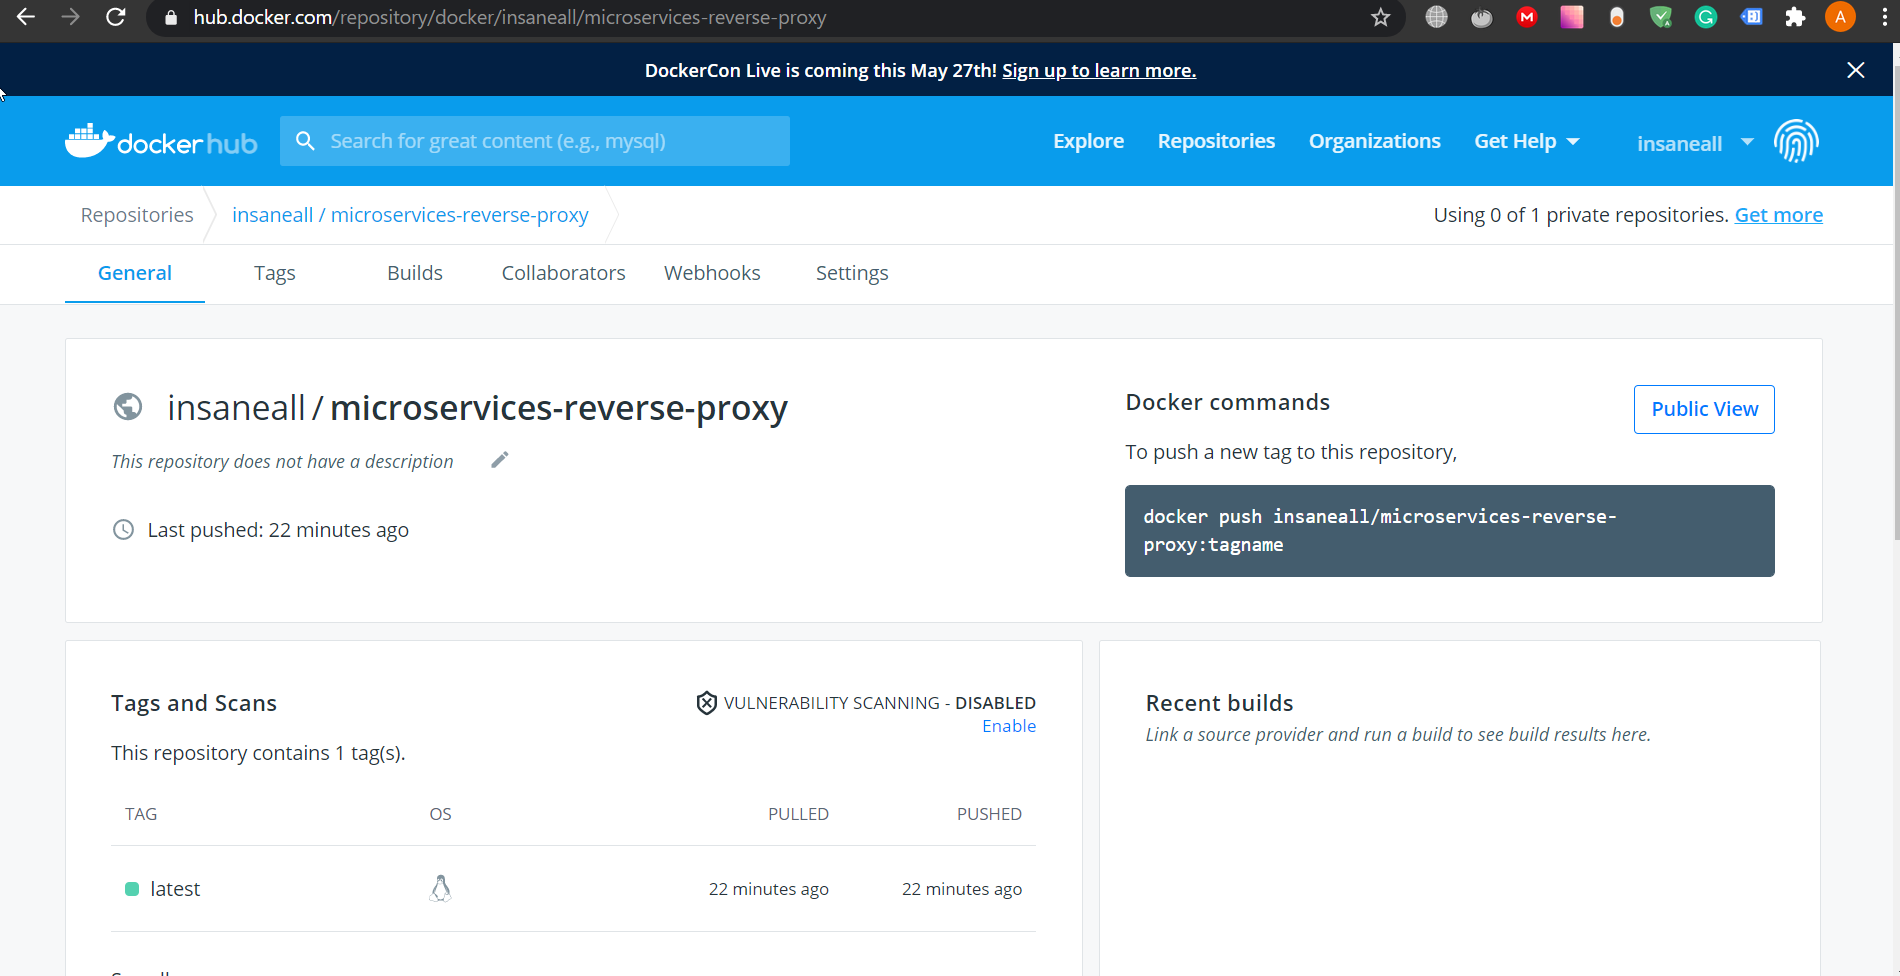 hub.docker.com/repository/docker/insaneall/microservices-reverse-proxy
DockerCon Live is coming this May 27th! Sign up to learn more.
dockerhub
Search for great content (e.g., mysql)
Explore
Repositories
Organizations
Get Help
insaneall
Repositories
insaneall / microservices-reverse-proxy
Using 0 of 1 private repositories. Get more
General
Tags
Builds
Collaborators
Webhooks
Settings
insaneall / microservices-reverse-proxy
This repository does not have a description
Last pushed: 22 minutes ago
Docker commands
Public View
To push a new tag to this repository,
docker push insaneall/microservices-reverse-
proxy:tagname
Tags and Scans
VULNERABILITY SCANNING - DISABLED
Enable
This repository contains 1 tag(s).
TAG
OS
PULLED
PUSHED
latest
22 minutes ago
22 minutes ago
Recent builds
Link a source provider and run a build to see build results here.